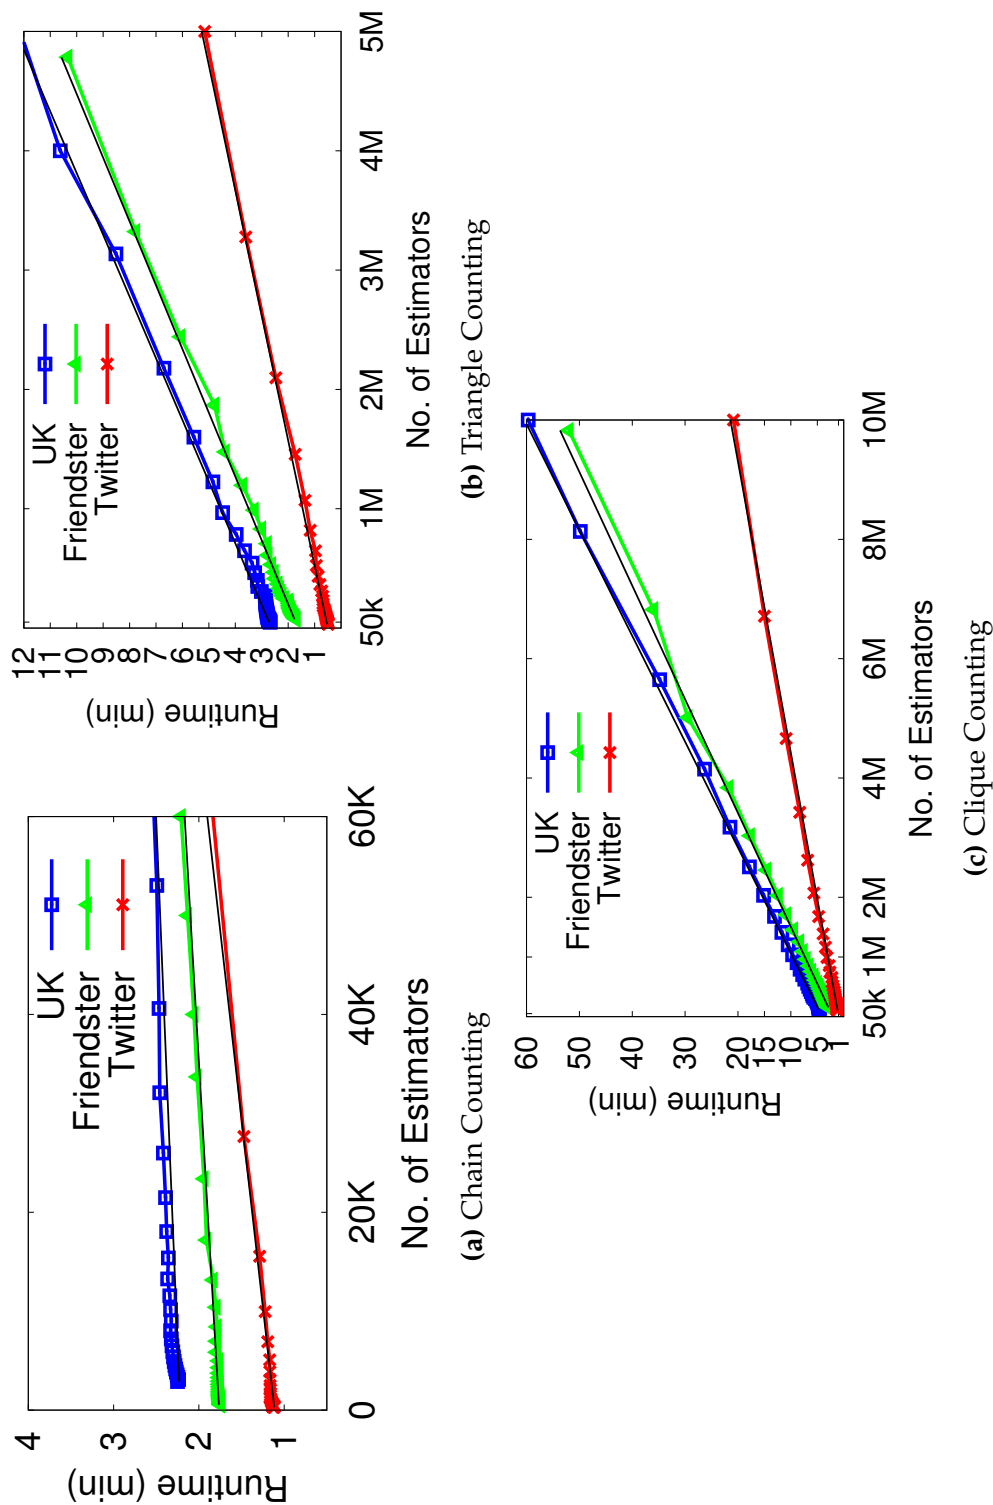 4
3
2
1
0
20K
40K
60K
Runtime (min)
No. of Estimators
UK
Friendster
Twitter
(a) Chain Counting
12
11
10
9
8
7
6
5
4
3
2
1
50k
1M
2M
3M
4M
5M
Runtime (min)
No. of Estimators
UK
Friendster
Twitter
(b) Triangle Counting
60
50
40
30
20
15
10
5
1
50k
1M
2M
4M
6M
8M
10M
Runtime (min)
No. of Estimators
UK
Friendster
Twitter
(c) Clique Counting